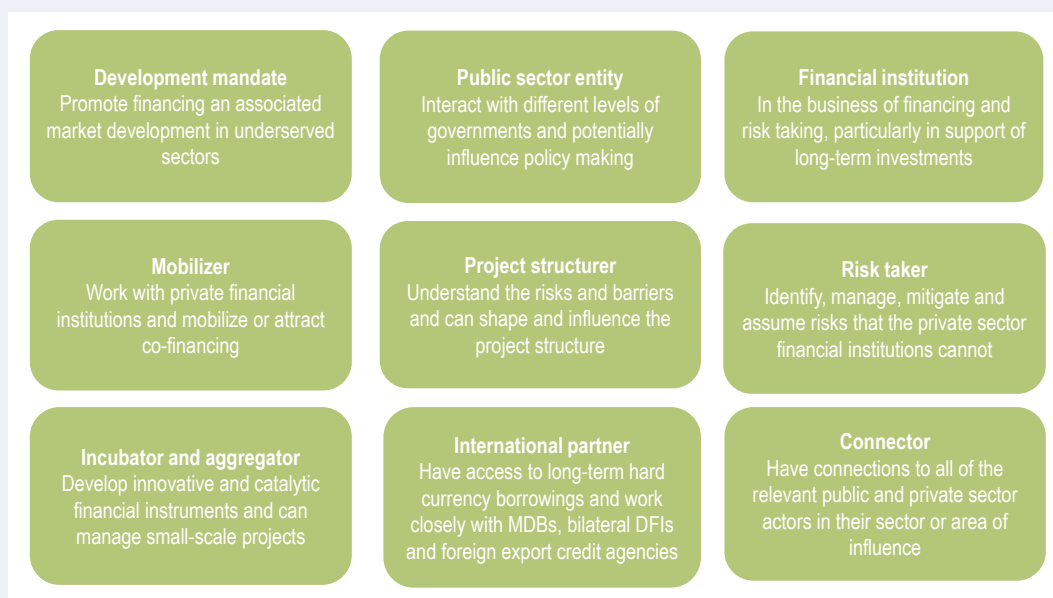 Development mandate
Promote financing an associated
market development in underserved
sectors
Public sector entity
Interact with different levels of
governments and potentially
influence policy making
Financial institution
In the business of financing and
risk taking, particularly in support of
long-term investments
Mobilizer
Work with private financial
institutions and mobilize or attract
co-financing
Project structurer
Understand the risks and barriers
and can shape and influence the
project structure
Risk taker
Identify, manage, mitigate and
assume risks that the private sector
financial institutions cannot
Incubator and aggregator
Develop innovative and catalytic
financial instruments and can
manage small-scale projects
International partner
Have access to long-term hard
currency borrowings and work
closely with MDBs, bilateral DFIs
and foreign export credit agencies
Connector
Have connections to all of the
relevant public and private sector
actors in their sector or area of
influence